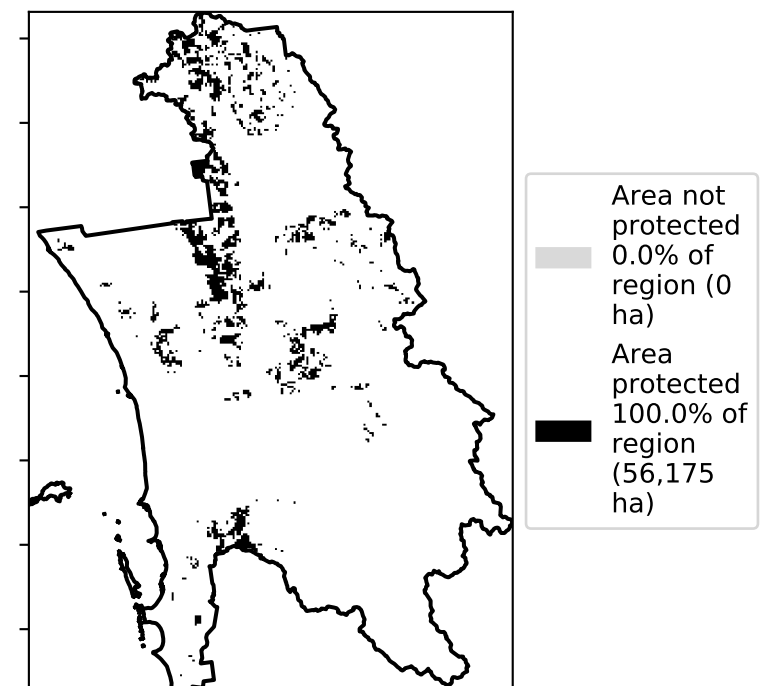 Area not
protected
0.0% of
region (0
ha)
Area
protected
100.0% of
region
(56,175
ha)